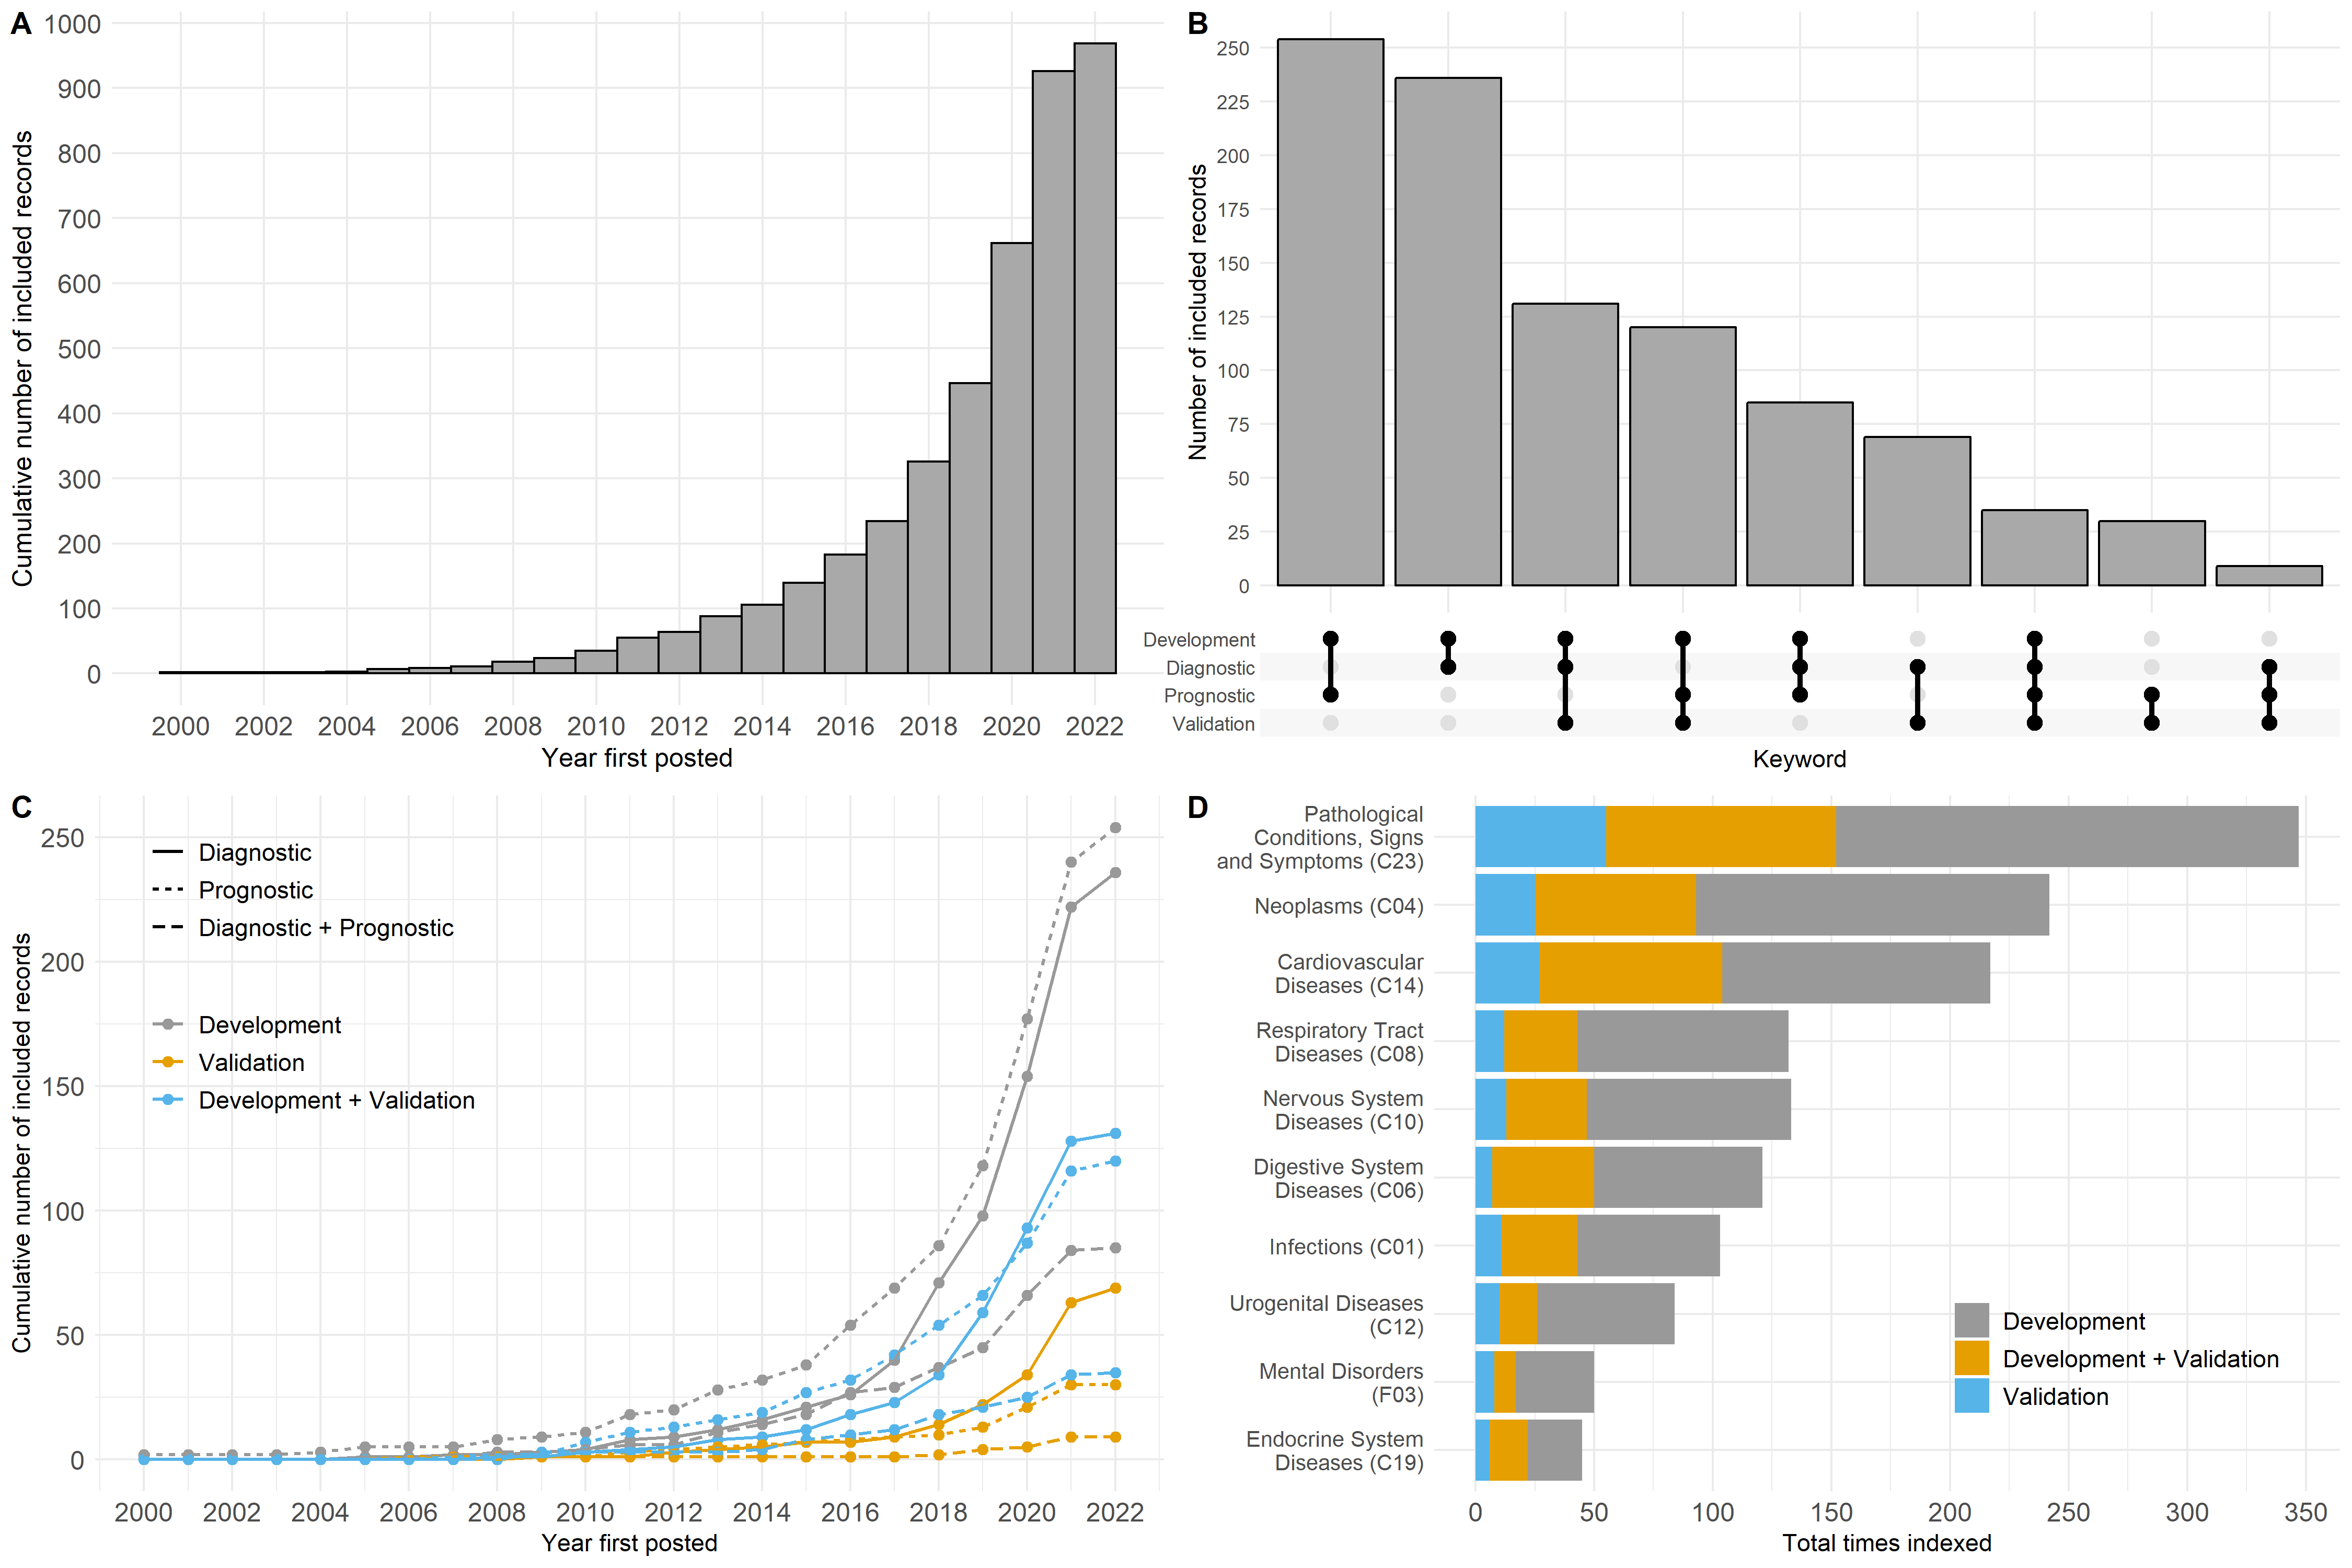 A
Cumulative number of included records
1000
900
800
700
600
500
400
300
200
100
0
2000 2002 2004 2006 2008 2010 2012 2014 2016 2018 2020 2022
Year first posted
B
Number of included records
250
225
200
175
150
125
100
75
50
25
0
Development
Diagnostic
Prognostic
Validation
Keyword
C
Cumulative number of included records
250
200
150
100
50
0
Diagnostic
Prognostic
Diagnostic + Prognostic
Development
Validation
Development + Validation
2000 2002 2004 2006 2008 2010 2012 2014 2016 2018 2020 2022
Year first posted
D
Pathological
Conditions, Signs
and Symptoms (C23)
Neoplasms (C04)
Cardiovascular
Diseases (C14)
Respiratory Tract
Diseases (C08)
Nervous System
Diseases (C10)
Digestive System
Diseases (C06)
Infections (C01)
Urogenital Diseases
(C12)
Mental Disorders
(F03)
Endocrine System
Diseases (C19)
Development
Development + Validation
Validation
0 50 100 150 200 250 300 350
Total times indexed